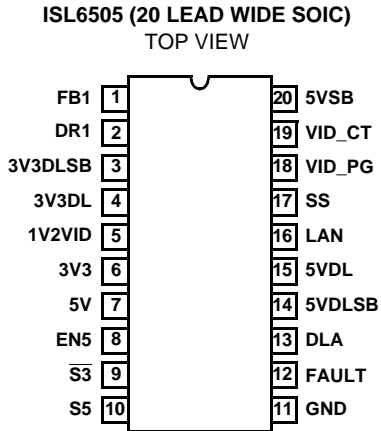 ISL6505 (20 LEAD WIDE SOIC)
TOP VIEW
FB1 1 20 5VSB
DR1 2 19 VID_CT
3V3DLSB 3 18 VID_PG
3V3DL 4 17 SS
1V2VID 5 16 LAN
3V3 6 15 5VDL
5V 7 14 5VDLSB
EN5 8 13 DLA
S3 9 12 FAULT
S5 10 11 GND